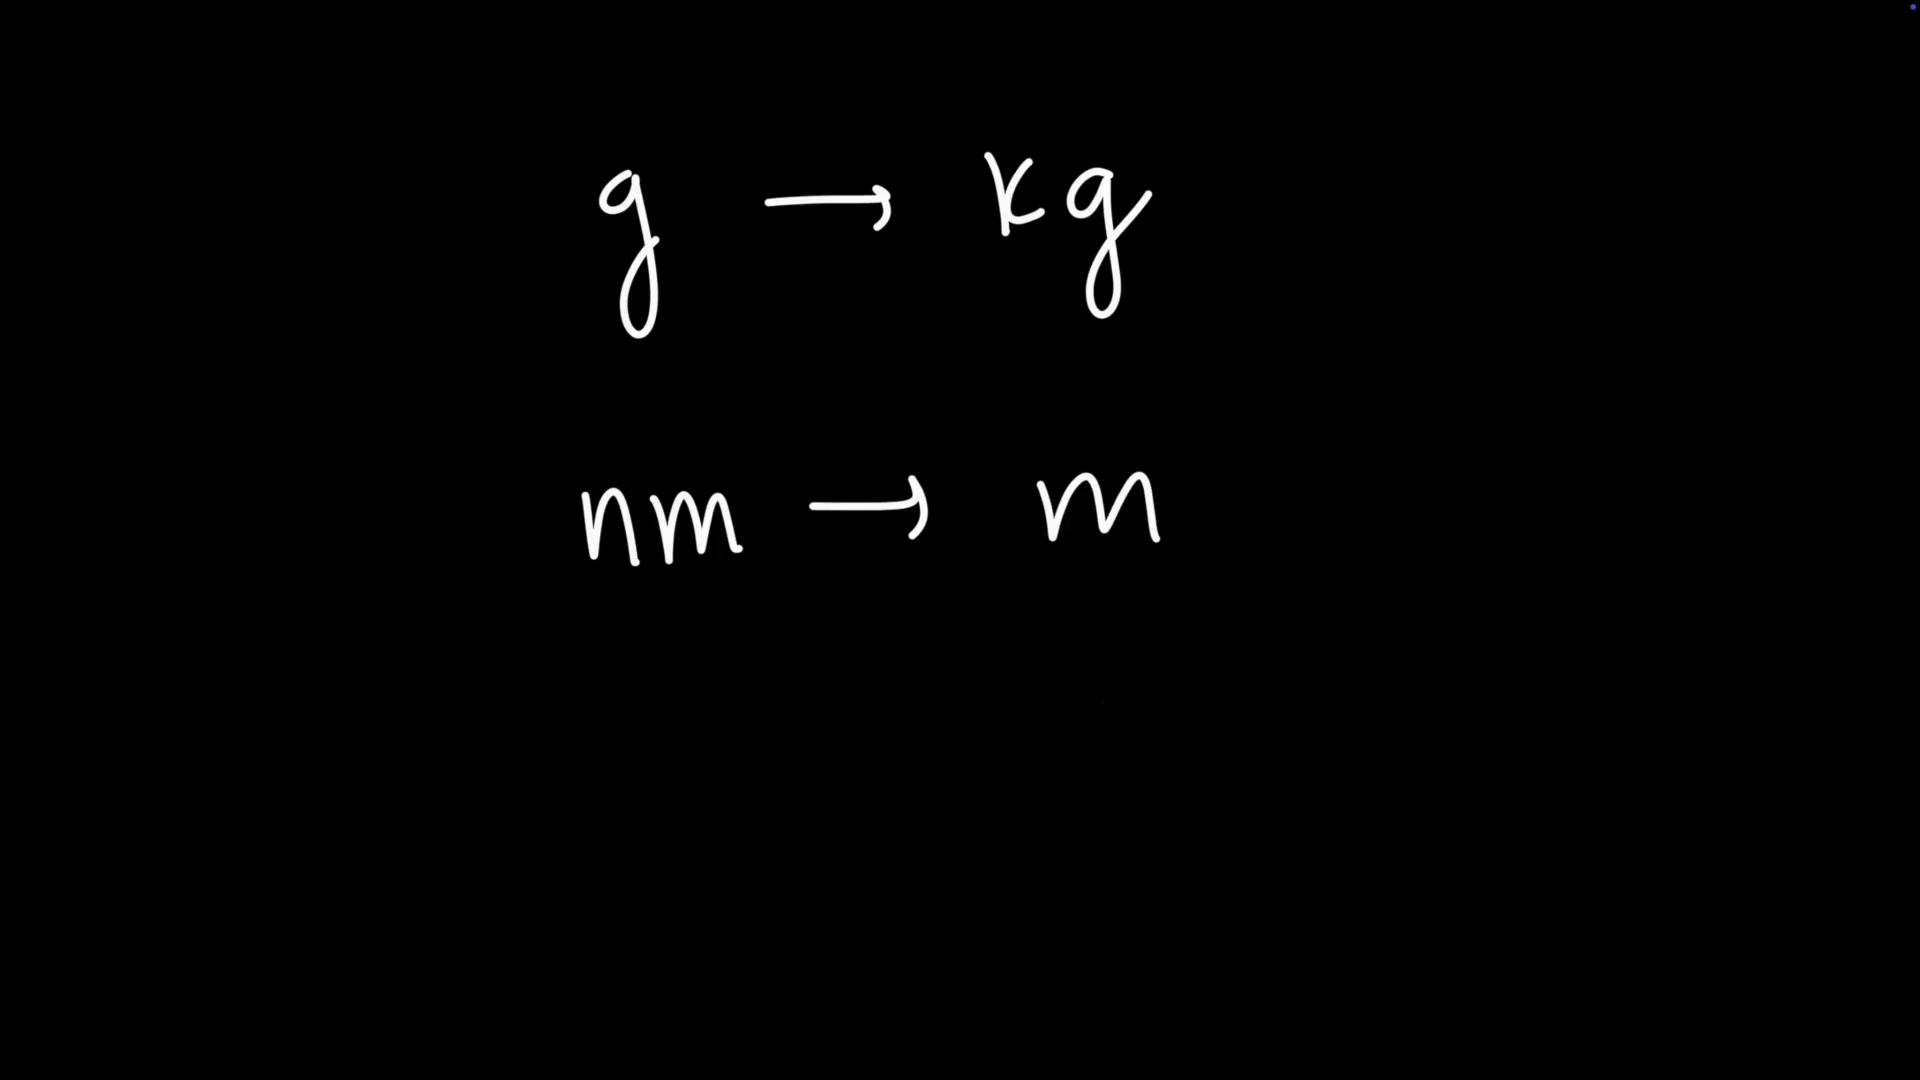 g → kg
nm → m